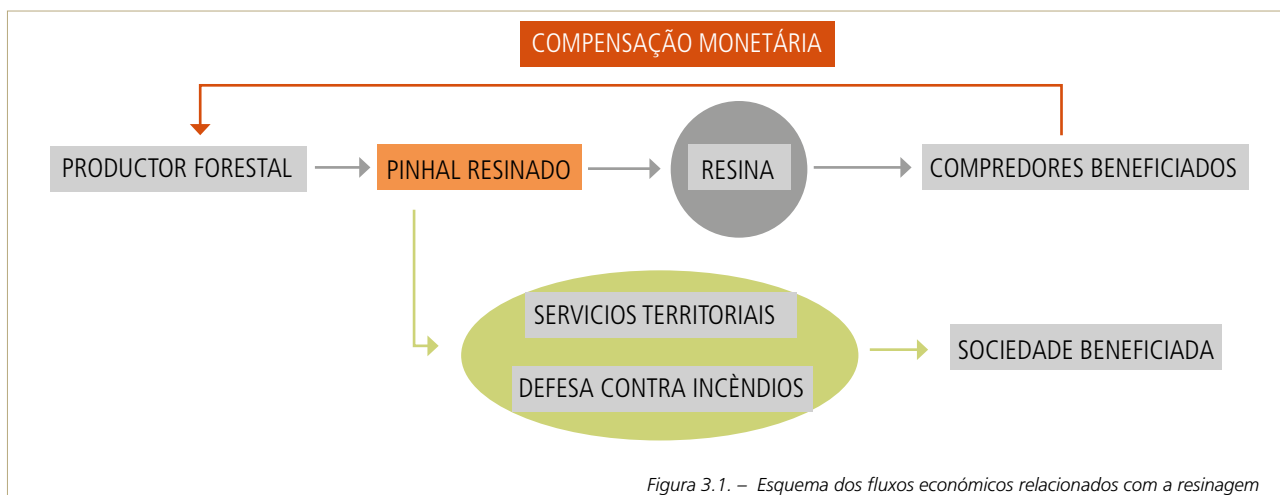 COMPENSAÇÃO MONETÁRIA
PRODUCTOR FORESTAL
PINHAL RESINADO
RESINA
COMPREDORES BENEFICIADOS
SERVICIOS TERRITORIAIS
DEFESA CONTRA INCÈNDIOS
SOCIEDADE BENEFICIADA
Figura 3.1. – Esquema dos fluxos económicos relacionados com a resinagem